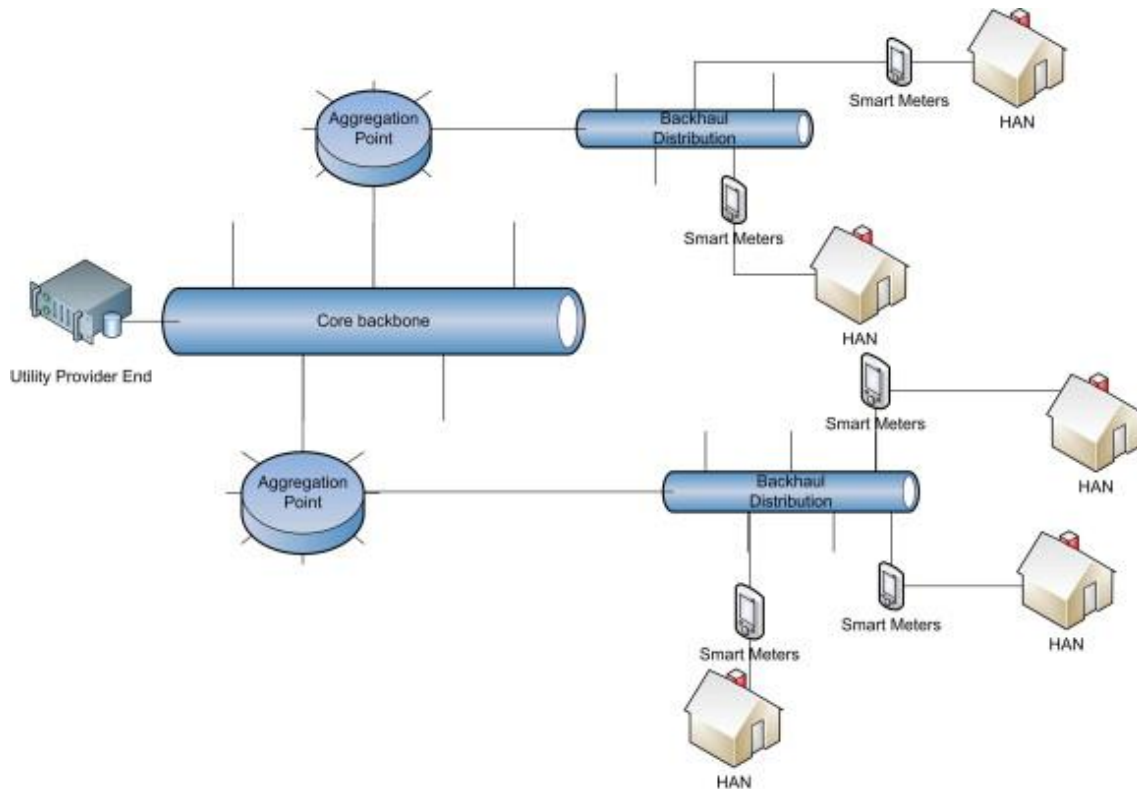 Aggregation
Point
Backhaul
Distribution
Smart Meters
HAN
Smart Meters
HAN
Core backbone
Utility Provider End
Smart Meters
HAN
Aggregation
Point
Backhaul
Distribution
Smart Meters
HAN
Smart Meters
HAN